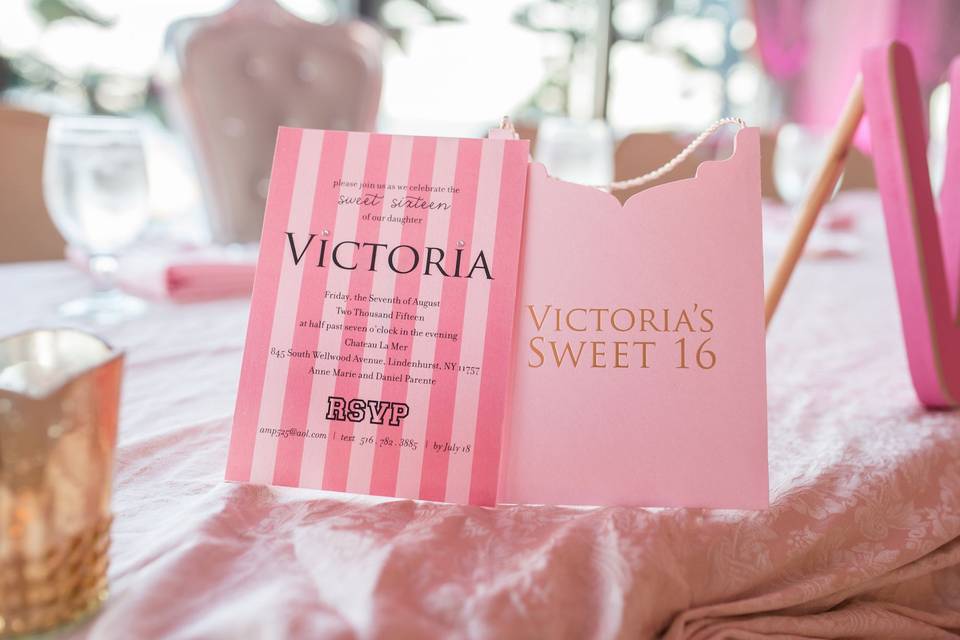 please join us as we celebrate the
sweet sixteen
of our daughter
VICTORIA
Friday, the Seventh of August
Two Thousand Fifteen
at half past seven o'clock in the evening
Chateau La Mer
845 South Wellwood Avenue, Lindenhurst, NY 11757
Anne Marie and Daniel Parente
RSVP
amp525@aol.com | text 516.782.3885 | by July 18
VICTORIA'S
SWEET 16